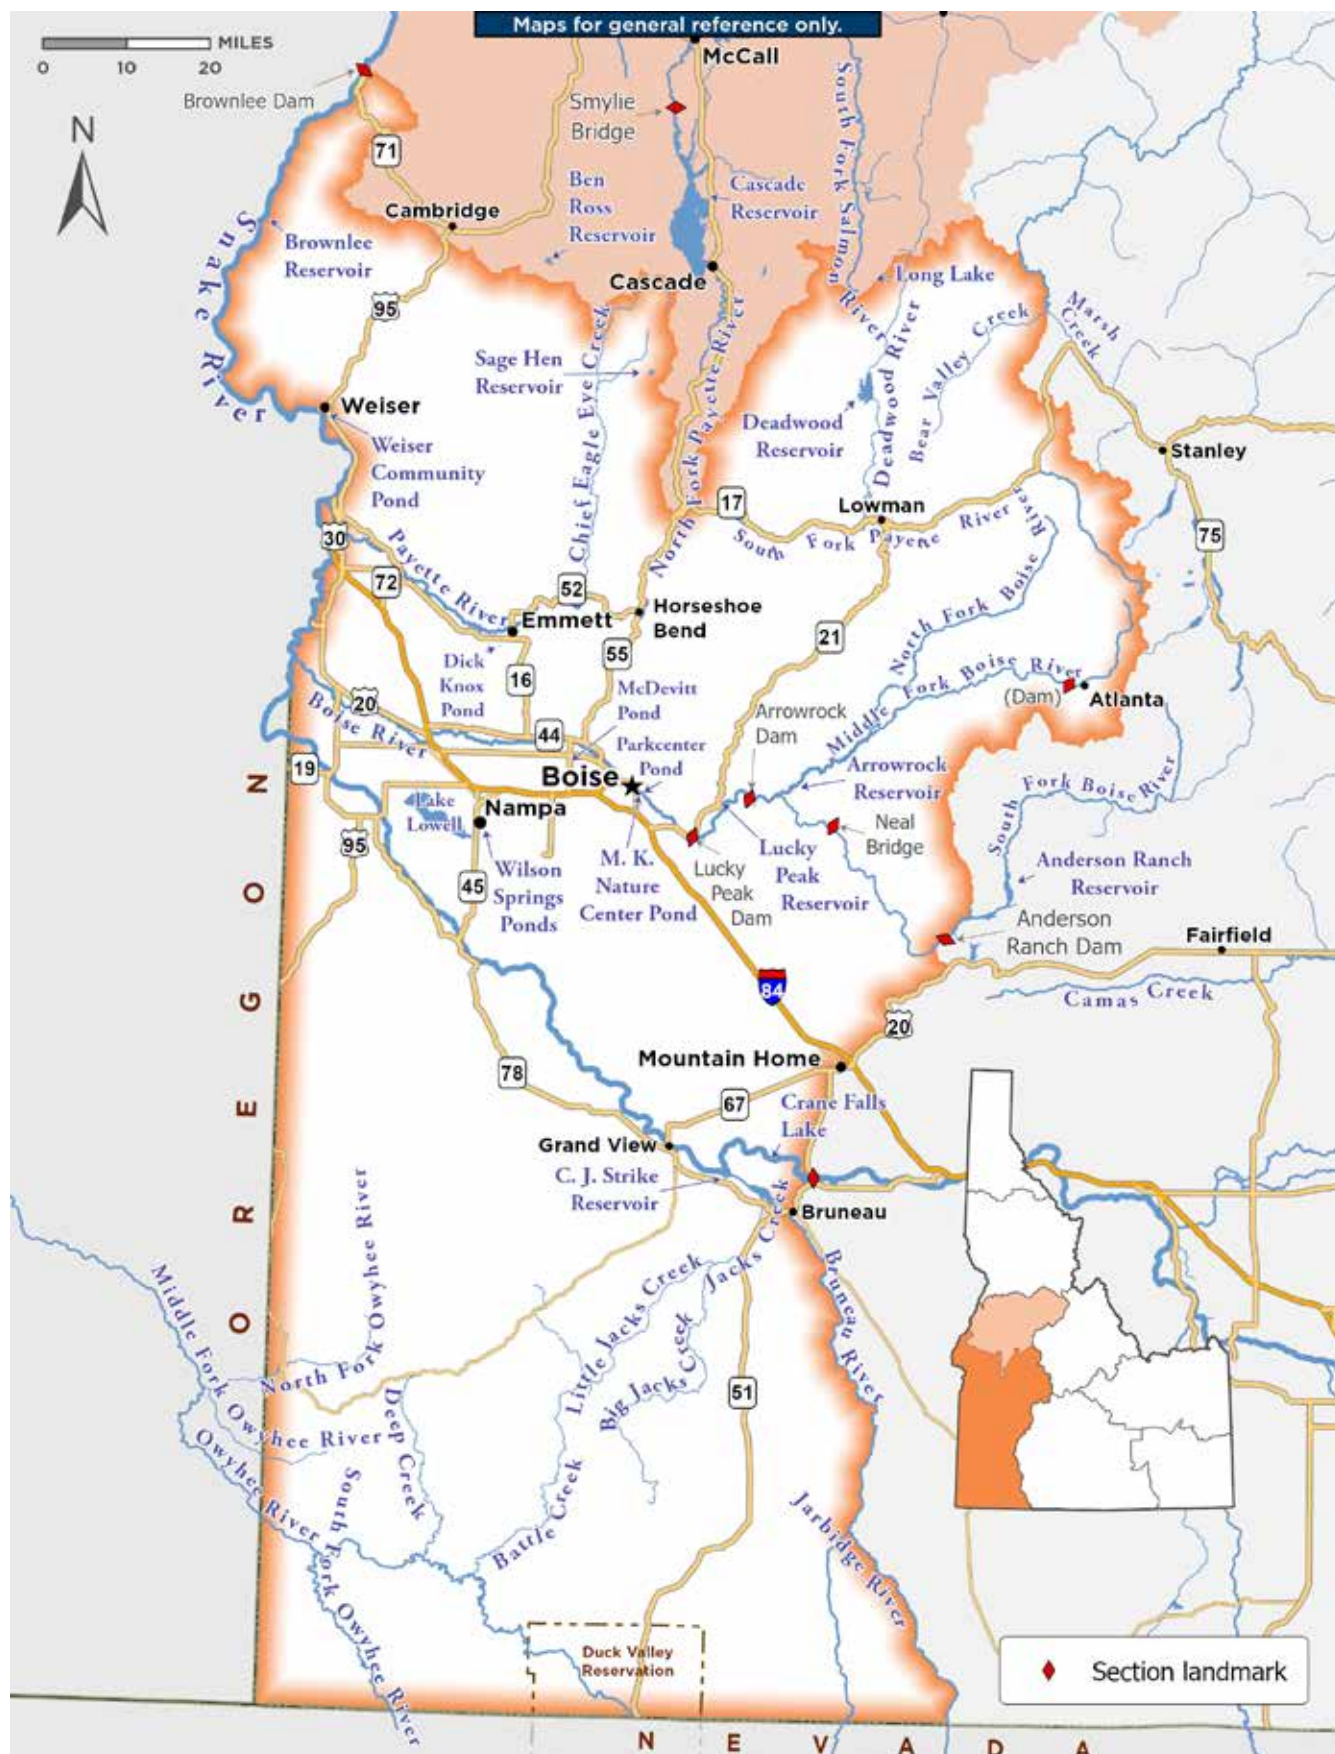 Maps for general reference only.
MILES
0 10 20
N
Brownlee Dam
71
Cambridge
Brownlee
Reservoir
Snake River
95
Weiser
Weiser
Community
Pond
McCall
Smylie
Bridge
Ben
Ross
Reservoir
Cascade
Reservoir
Cascade
South Fork Salmon River
Long Lake
Marsh
Creek
Sage Hen
Reservoir
Chief Eagle Eye Creek
North Fork Payette River
Deadwood
Reservoir
Deadwood River
Bear Valley Creek
Stanley
75
17
Lowman
South Fork Payette River
30
72
Payette River
52
Emmett
Horseshoe
Bend
55
21
North Fork Boise River
Middle Fork Boise River
(Dam)
Atlanta
Dick
Knox
Pond
16
McDevitt
Pond
Arrowrock
Dam
20
Boise River
44
Parkcenter
Pond
Boise
19
Lake
Lowell
Nampa
Arrowrock
Reservoir
South Fork Boise River
Neal
Bridge
95
45
Wilson
Springs
Ponds
M. K.
Nature
Center Pond
Lucky
Peak
Dam
Lucky
Peak
Reservoir
Anderson Ranch
Reservoir
Anderson
Ranch Dam
Fairfield
Camas Creek
84
20
Mountain Home
78
67
Crane Falls
Lake
Grand View
C. J. Strike
Reservoir
Bruneau
OREGON
Middle Fork Owyhee River
North Fork Owyhee River
Owyhee River
South Fork Owyhee River
Deep Creek
Battle Creek
Little Jacks Creek
Big Jacks Creek
Jacks Creek
51
Bruneau River
Jarbidge River
Duck Valley
Reservation
Section landmark
NEVADA